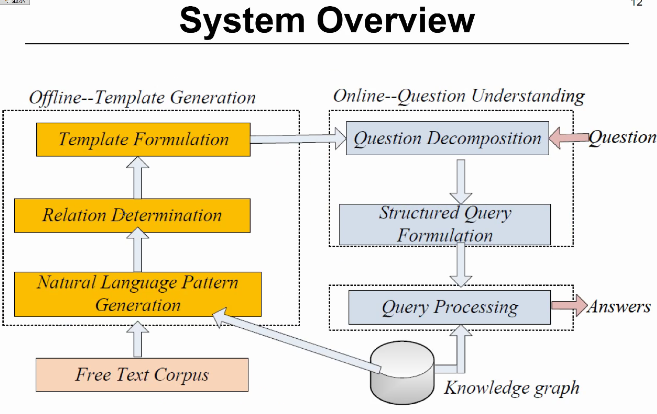 12
System Overview
Offline--Template Generation
Online--Question Understanding
Template Formulation
Question Decomposition
Question
Relation Determination
Structured Query
Formulation
Natural Language Pattern
Generation
Query Processing
Answers
Free Text Corpus
Knowledge graph